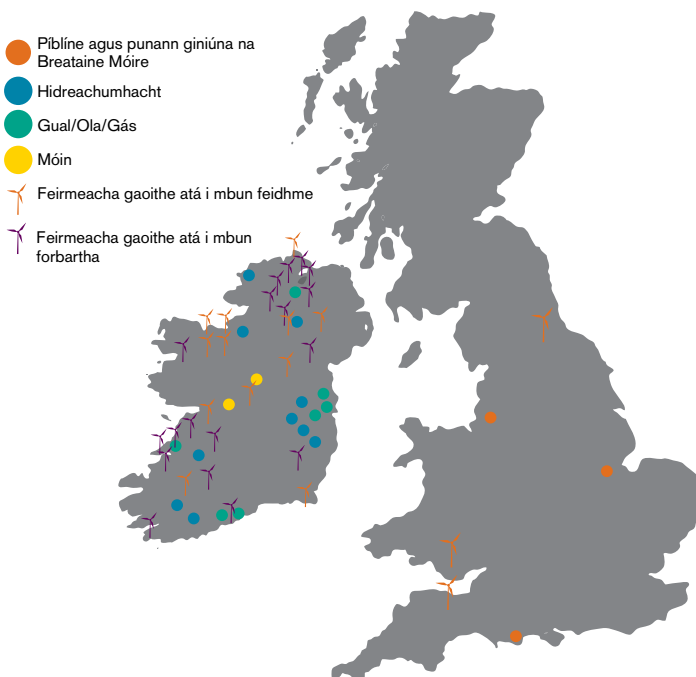 Píblíne agus punann giniúna na
Breataine Móire
Hidreachumhacht
Gual/Ola/Gás
Móin
Feirmeacha gaoithe atá i mbun feidhme
Feirmeacha gaoithe atá i mbun
forbartha